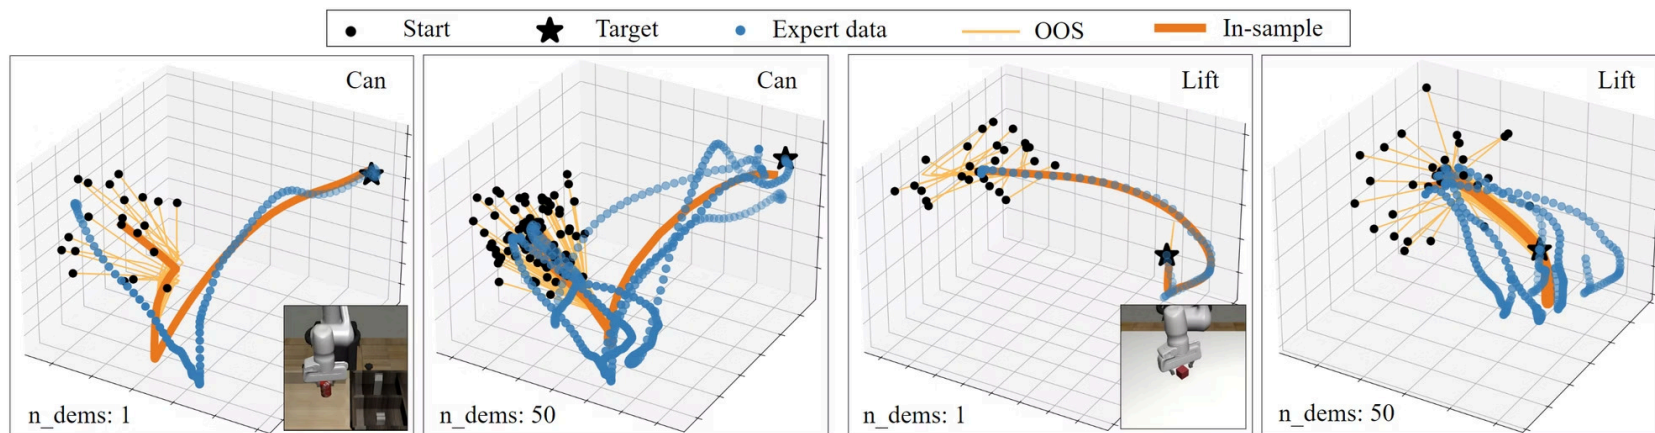 Start Target Expert data OOS In-sample
Can
n_dems: 1
Can
n_dems: 50
Lift
n_dems: 1
Lift
n_dems: 50